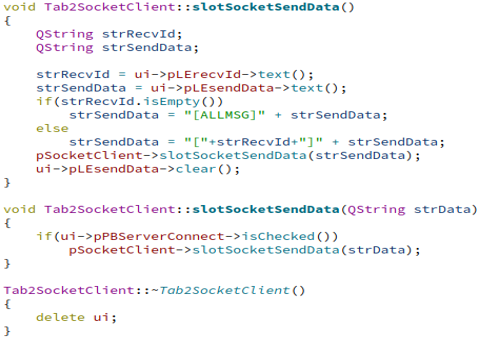 void Tab2SocketClient::slotSocketSendData()
{
    QString strRecvId;
    QString strSendData;

    strRecvId = ui->pLErecvId->text();
    strSendData = ui->pLEsendData->text();
    if(strRecvId.isEmpty())
        strSendData = "[ALLMSG]" + strSendData;
    else
        strSendData = "["+strRecvId+"]" + strSendData;
    pSocketClient->slotSocketSendData(strSendData);
    ui->pLEsendData->clear();
}

void Tab2SocketClient::slotSocketSendData(QString strData)
{
    if(ui->pPBServerConnect->isChecked())
        pSocketClient->slotSocketSendData(strData);
}

Tab2SocketClient::~Tab2SocketClient()
{
    delete ui;
}